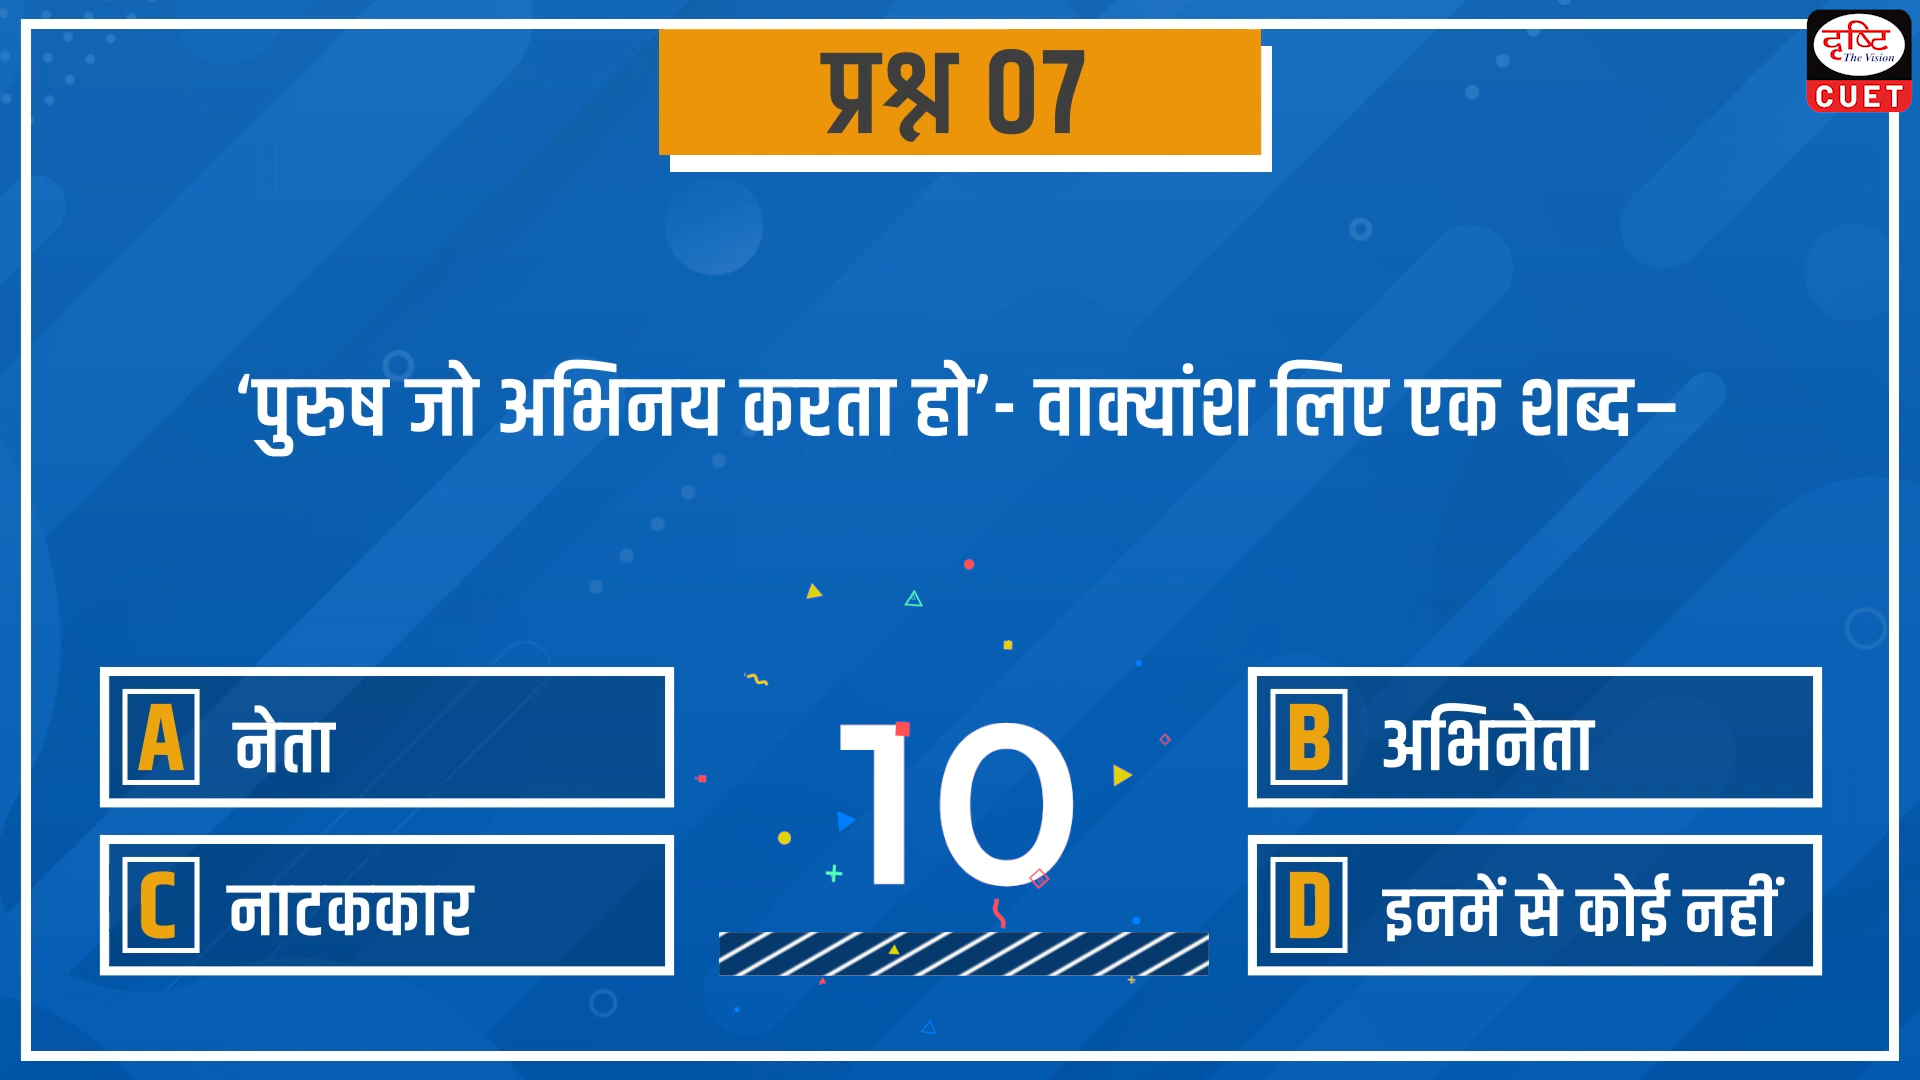 दृष्टि
The Vision
CUET
प्रश्न 07
‘पुरुष जो अभिनय करता हो’- वाक्यांश लिए एक शब्द–
A नेता
B अभिनेता
10
C नाटककार
D इनमें से कोई नहीं